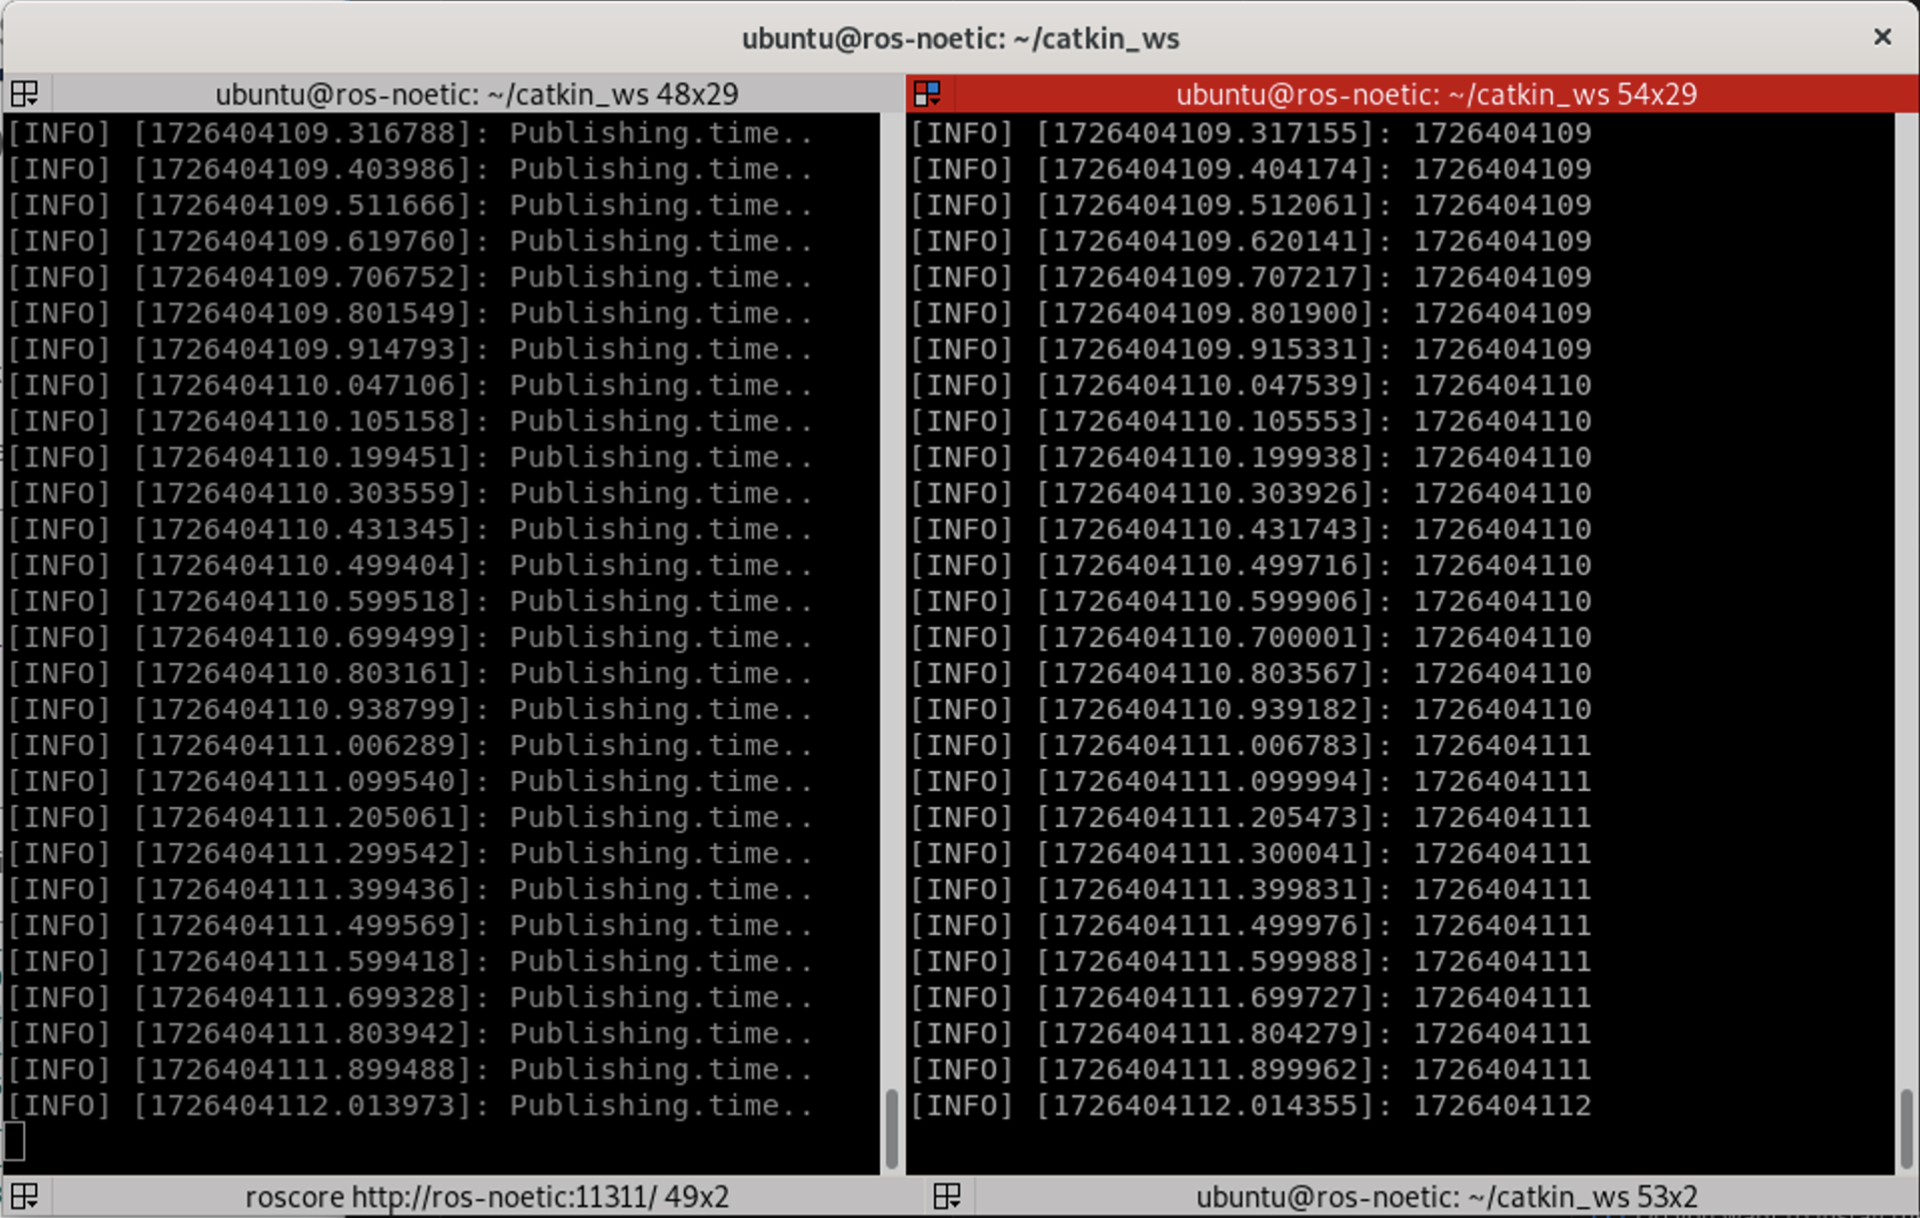 ubuntu@ros-noetic: ~/catkin_ws
ubuntu@ros-noetic: ~/catkin_ws 48x29
[INFO] [1726404109.316788]: Publishing.time..
[INFO] [1726404109.403986]: Publishing.time..
[INFO] [1726404109.511666]: Publishing.time..
[INFO] [1726404109.619760]: Publishing.time..
[INFO] [1726404109.706752]: Publishing.time..
[INFO] [1726404109.801549]: Publishing.time..
[INFO] [1726404109.914793]: Publishing.time..
[INFO] [1726404110.047106]: Publishing.time..
[INFO] [1726404110.105158]: Publishing.time..
[INFO] [1726404110.199451]: Publishing.time..
[INFO] [1726404110.303559]: Publishing.time..
[INFO] [1726404110.431345]: Publishing.time..
[INFO] [1726404110.499404]: Publishing.time..
[INFO] [1726404110.599518]: Publishing.time..
[INFO] [1726404110.699499]: Publishing.time..
[INFO] [1726404110.803161]: Publishing.time..
[INFO] [1726404110.938799]: Publishing.time..
[INFO] [1726404111.006289]: Publishing.time..
[INFO] [1726404111.099540]: Publishing.time..
[INFO] [1726404111.205061]: Publishing.time..
[INFO] [1726404111.299542]: Publishing.time..
[INFO] [1726404111.399436]: Publishing.time..
[INFO] [1726404111.499569]: Publishing.time..
[INFO] [1726404111.599418]: Publishing.time..
[INFO] [1726404111.699328]: Publishing.time..
[INFO] [1726404111.803942]: Publishing.time..
[INFO] [1726404111.899488]: Publishing.time..
[INFO] [1726404112.013973]: Publishing.time..
ubuntu@ros-noetic: ~/catkin_ws 54x29
[INFO] [1726404109.317155]: 1726404109
[INFO] [1726404109.404174]: 1726404109
[INFO] [1726404109.512061]: 1726404109
[INFO] [1726404109.620141]: 1726404109
[INFO] [1726404109.707217]: 1726404109
[INFO] [1726404109.801900]: 1726404109
[INFO] [1726404109.915331]: 1726404109
[INFO] [1726404110.047539]: 1726404110
[INFO] [1726404110.105553]: 1726404110
[INFO] [1726404110.199938]: 1726404110
[INFO] [1726404110.303926]: 1726404110
[INFO] [1726404110.431743]: 1726404110
[INFO] [1726404110.499716]: 1726404110
[INFO] [1726404110.599906]: 1726404110
[INFO] [1726404110.700001]: 1726404110
[INFO] [1726404110.803567]: 1726404110
[INFO] [1726404110.939182]: 1726404110
[INFO] [1726404111.006783]: 1726404111
[INFO] [1726404111.099994]: 1726404111
[INFO] [1726404111.205473]: 1726404111
[INFO] [1726404111.300041]: 1726404111
[INFO] [1726404111.399831]: 1726404111
[INFO] [1726404111.499976]: 1726404111
[INFO] [1726404111.599988]: 1726404111
[INFO] [1726404111.699727]: 1726404111
[INFO] [1726404111.804279]: 1726404111
[INFO] [1726404111.899962]: 1726404111
[INFO] [1726404112.014355]: 1726404112
roscore http://ros-noetic:11311/ 49x2
ubuntu@ros-noetic: ~/catkin_ws 53x2